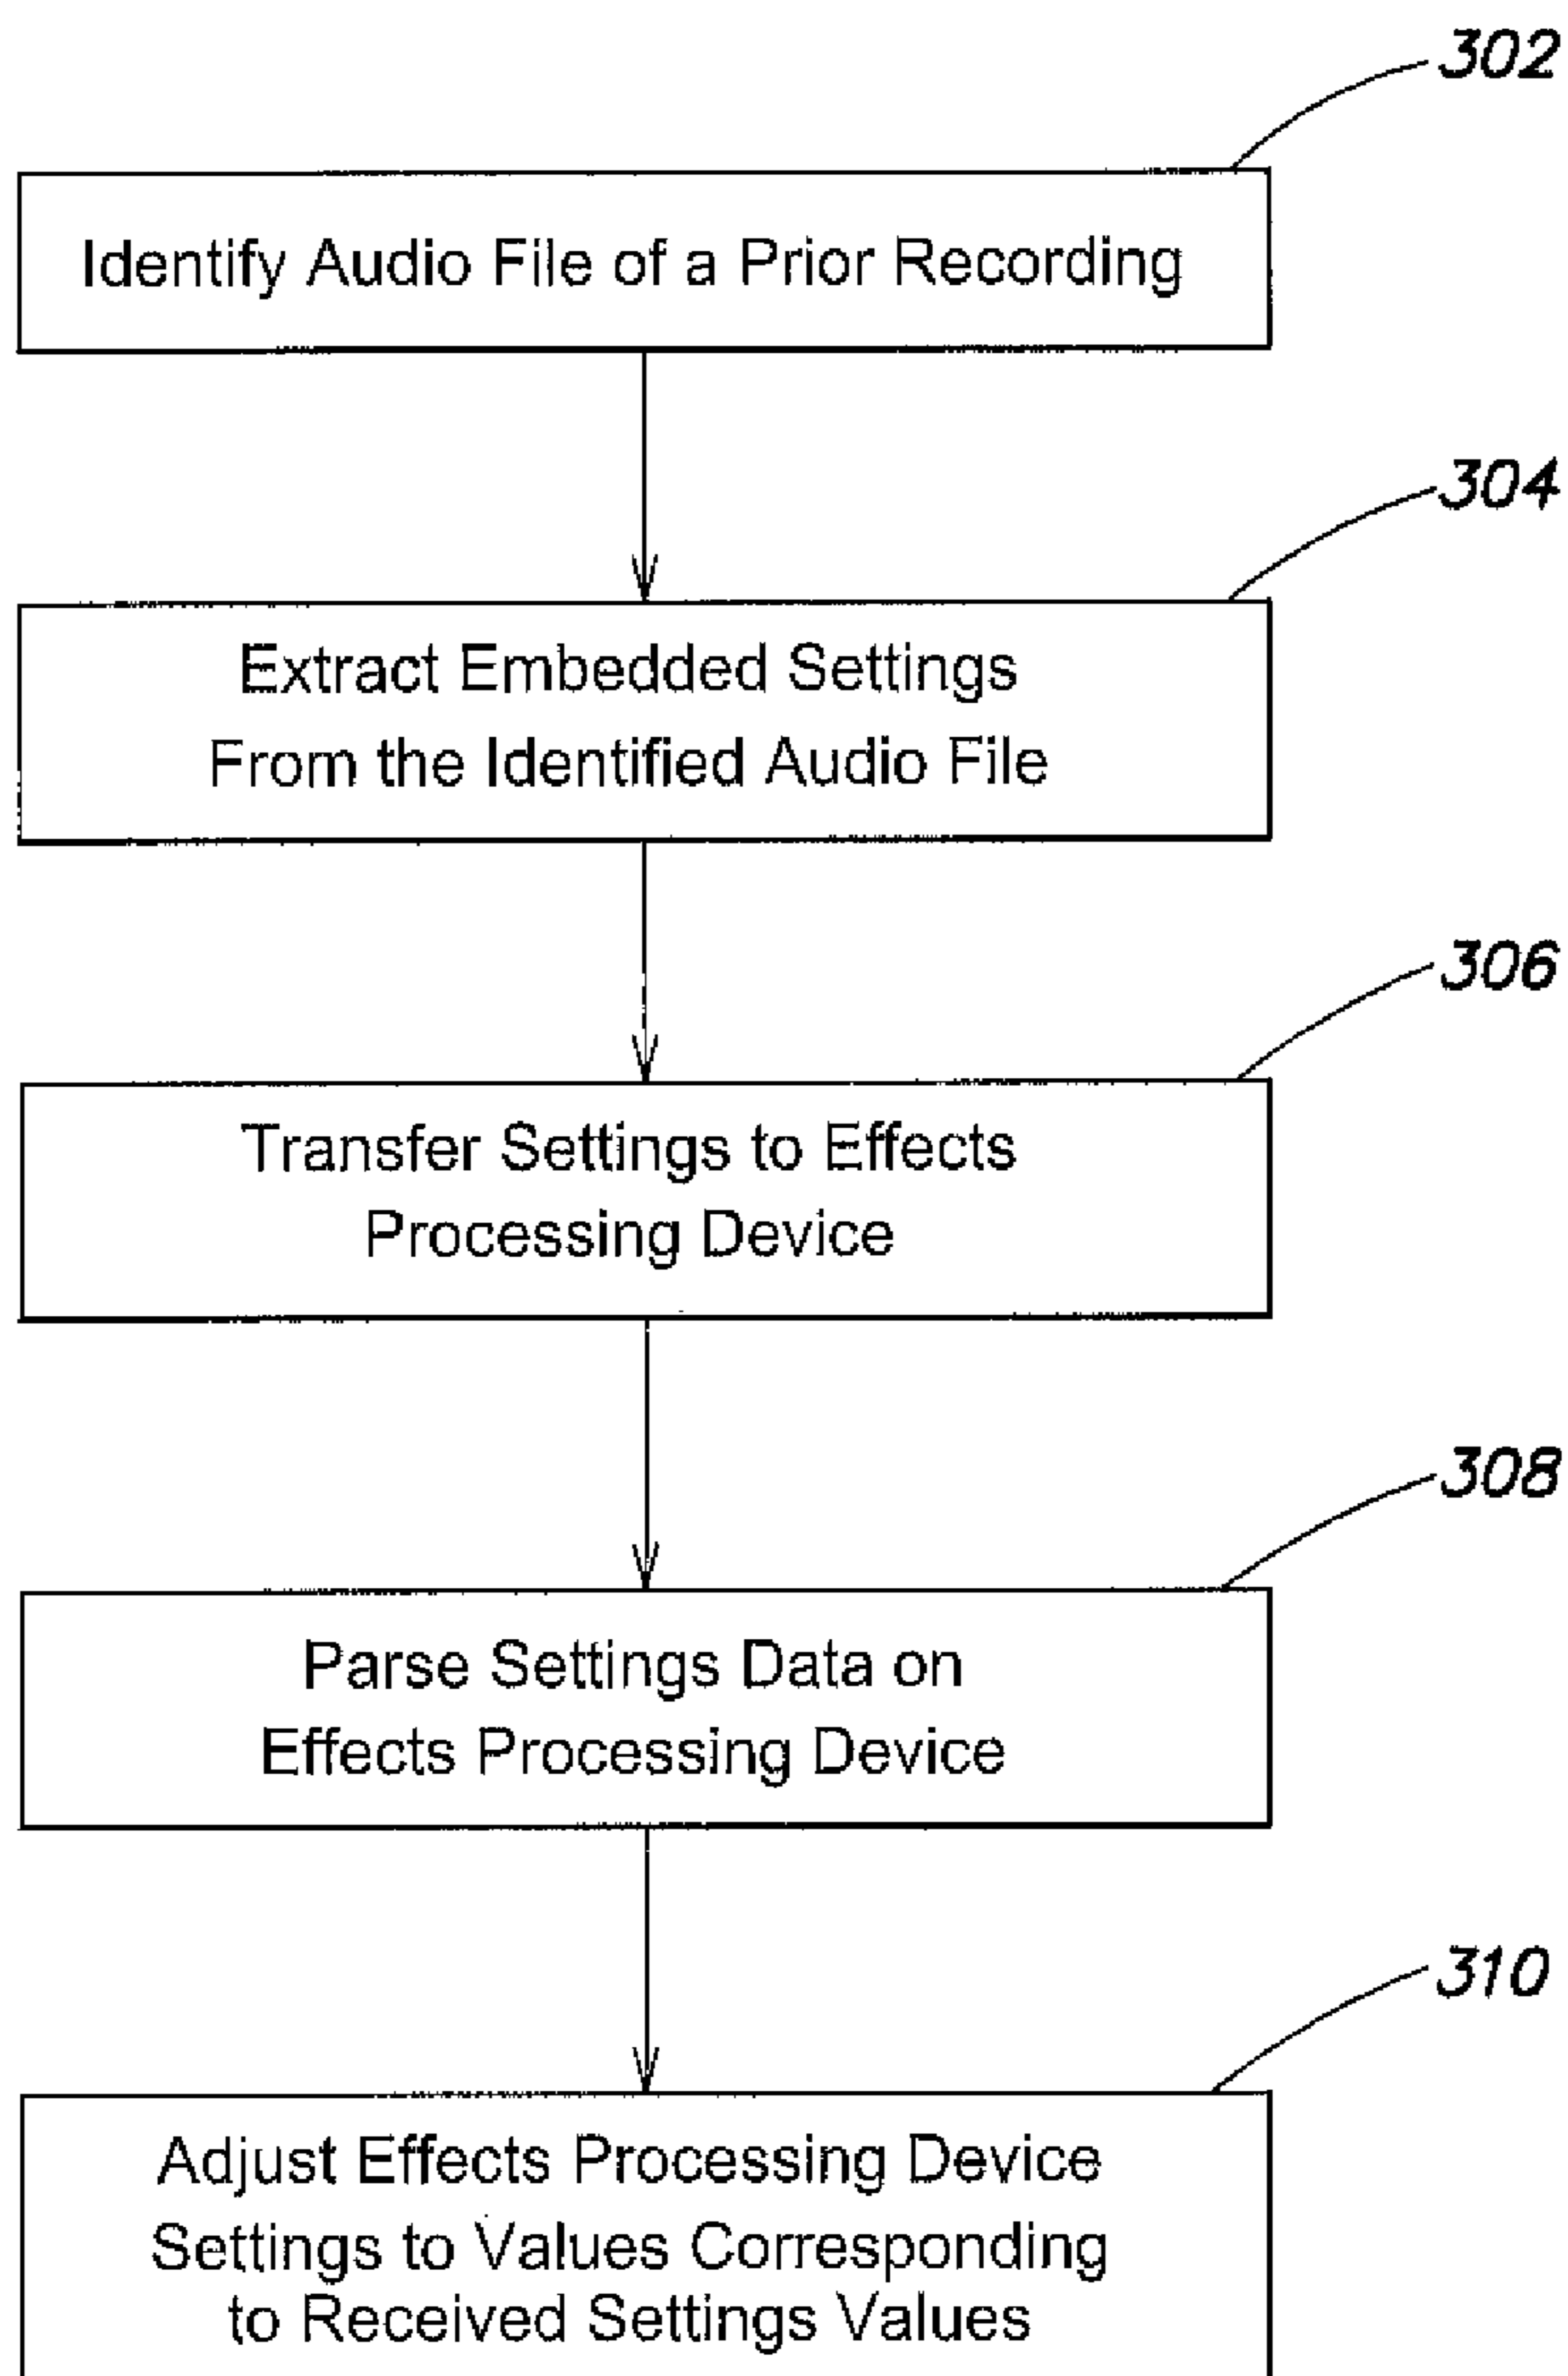 302
Identify Audio File of a Prior Recording
304
Extract Embedded Settings
From the Identified Audio File
306
Transfer Settings to Effects
Processing Device
308
Parse Settings Data on
Effects Processing Device
310
Adjust Effects Processing Device
Settings to Values Corresponding
to Received Settings Values